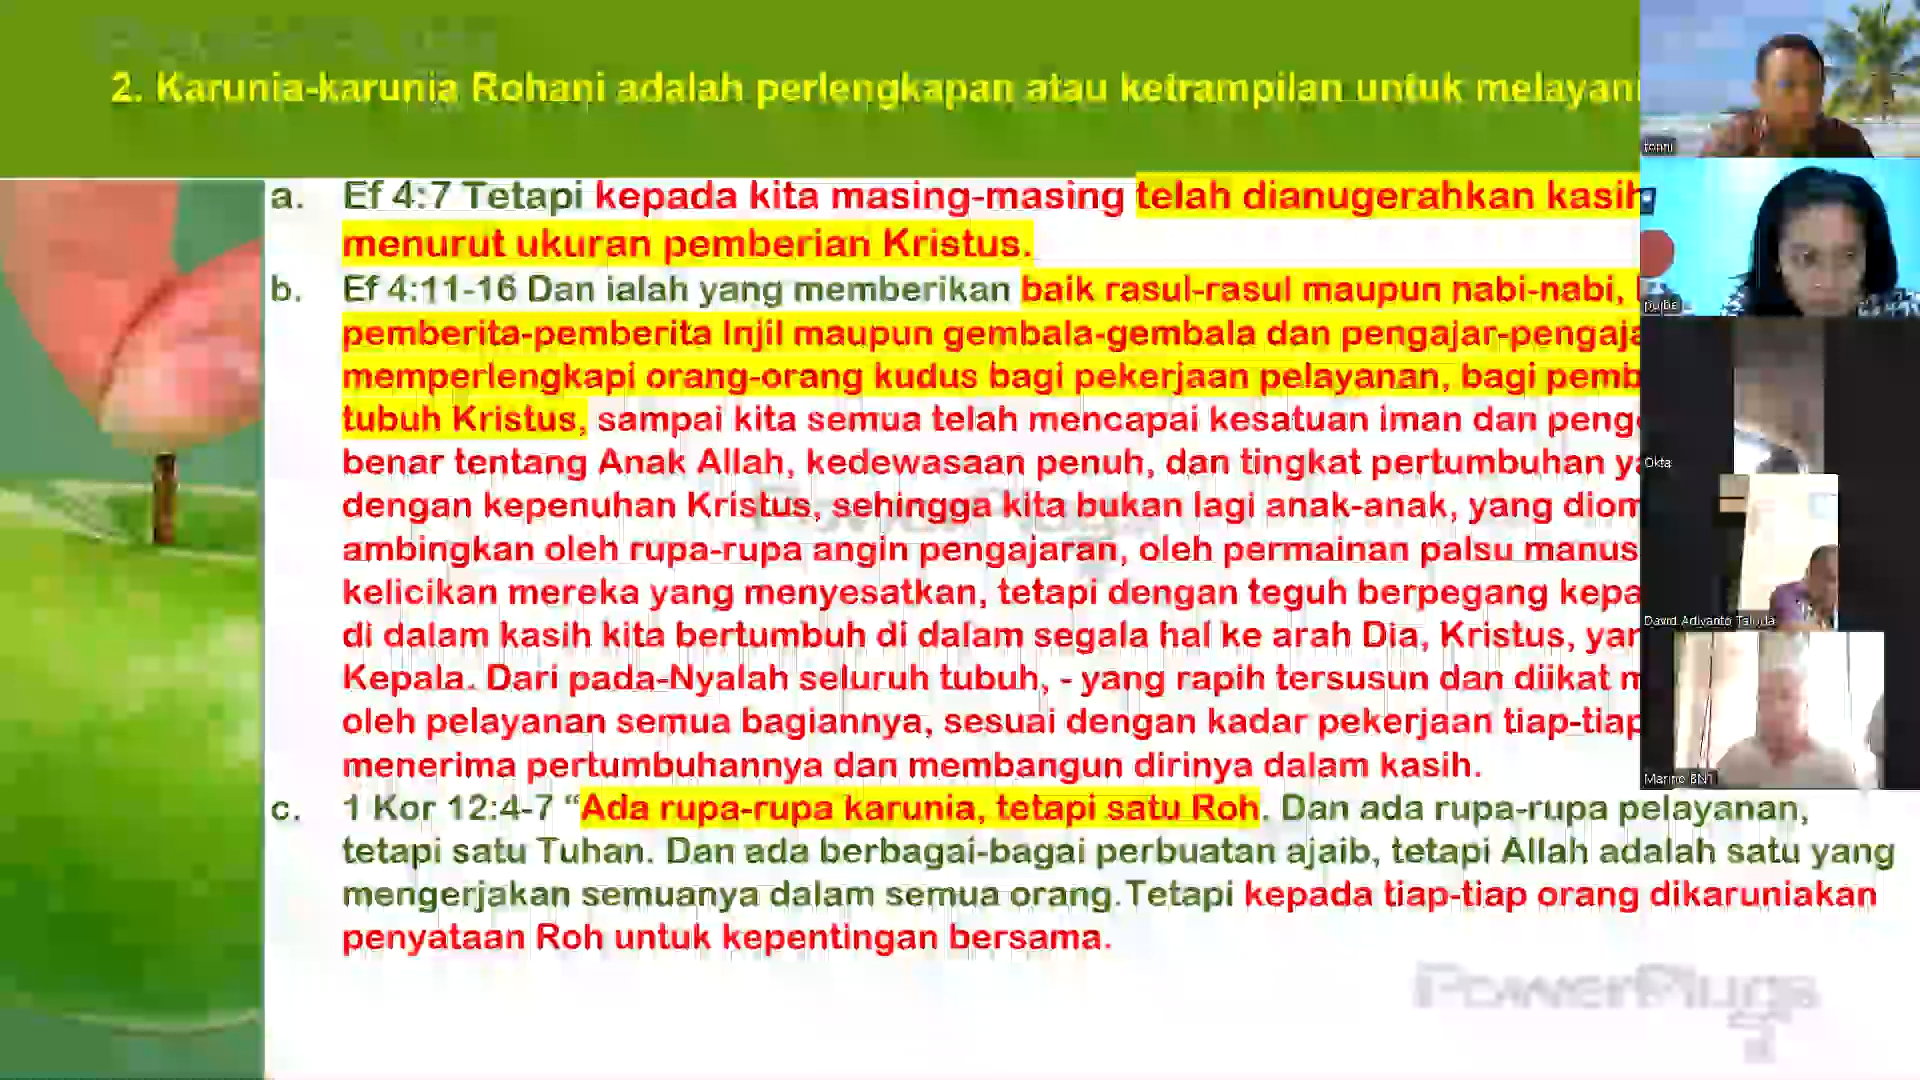 2. Karunia-karunia Rohani adalah perlengkapan atau ketrampilan untuk melayani
a. Ef 4:7 Tetapi kepada kita masing-masing telah dianugerahkan kasih
menurut ukuran pemberian Kristus.
b. Ef 4:11-16 Dan ialah yang memberikan baik rasul-rasul maupun nabi-nabi,
pemberita-pemberita Injil maupun gembala-gembala dan pengajar-pengaja
memperlengkapi orang-orang kudus bagi pekerjaan pelayanan, bagi pemb
tubuh Kristus, sampai kita semua telah mencapai kesatuan iman dan peng
benar tentang Anak Allah, kedewasaan penuh, dan tingkat pertumbuhan y
dengan kepenuhan Kristus, sehingga kita bukan lagi anak-anak, yang diom
ambingkan oleh rupa-rupa angin pengajaran, oleh permainan palsu manus
kelicikan mereka yang menyesatkan, tetapi dengan teguh berpegang kepa
di dalam kasih kita bertumbuh di dalam segala hal ke arah Dia, Kristus, yan
Kepala. Dari pada-Nyalah seluruh tubuh, - yang rapih tersusun dan diikat m
oleh pelayanan semua bagiannya, sesuai dengan kadar pekerjaan tiap-tiap
menerima pertumbuhannya dan membangun dirinya dalam kasih.
c. 1 Kor 12:4-7 “Ada rupa-rupa karunia, tetapi satu Roh. Dan ada rupa-rupa pelayanan,
tetapi satu Tuhan. Dan ada berbagai-bagai perbuatan ajaib, tetapi Allah adalah satu yang
mengerjakan semuanya dalam semua orang.Tetapi kepada tiap-tiap orang dikaruniakan
penyataan Roh untuk kepentingan bersama.
PowerPlugs
tonni
Okta
David Adiyanto Taloda
Marine BNT